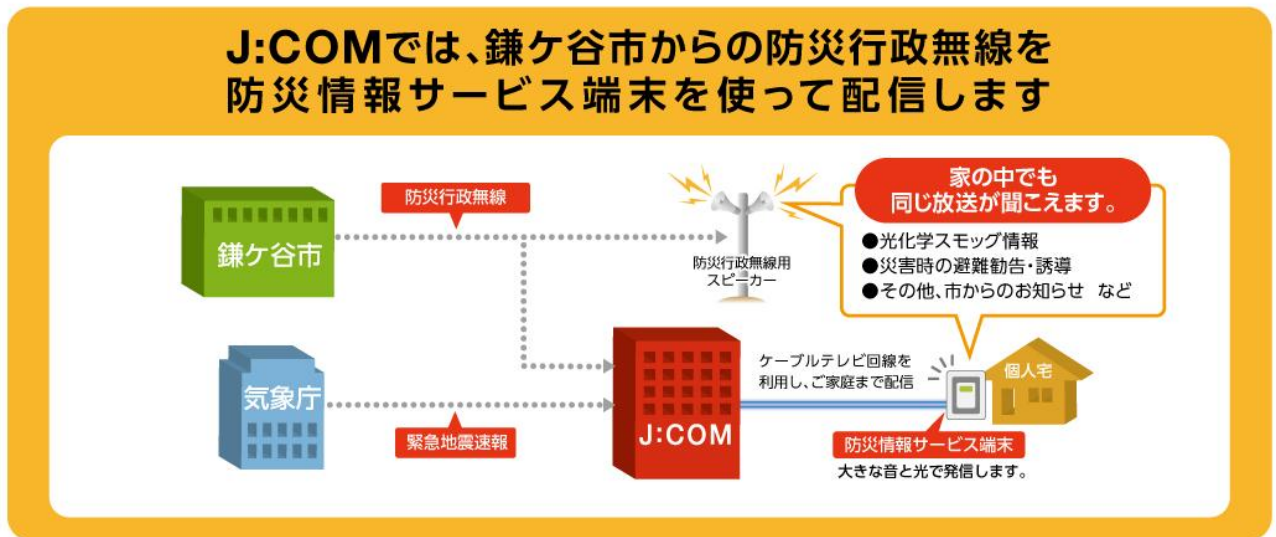 J:COMでは、鎌ケ谷市からの防災行政無線を
防災情報サービス端末を使って配信します
鎌ケ谷市
防災行政無線
防災行政無線用
スピーカー
家の中でも
同じ放送が聞こえます。
●光化学スモッグ情報
●災害時の避難勧告・誘導
●その他、市からのお知らせ など
気象庁
緊急地震速報
J:COM
ケーブルテレビ回線を
利用し、ご家庭まで配信
個人宅
防災情報サービス端末
大きな音と光で発信します。